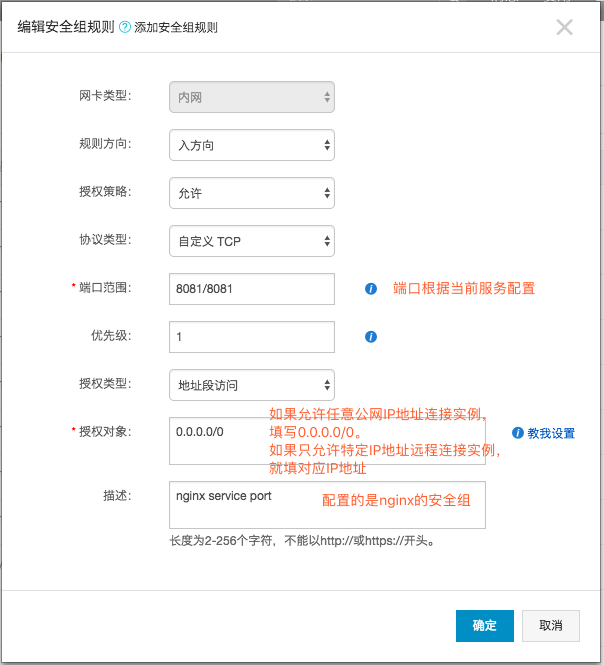 编辑安全组规则 ? 添加安全组规则
网卡类型: 内网
规则方向: 入方向
授权策略: 允许
协议类型: 自定义 TCP
* 端口范围: 8081/8081 端口根据当前服务配置
优先级: 1
授权类型: 地址段访问
* 授权对象: 0.0.0.0/0
如果允许任意公网IP地址连接实例,
填写0.0.0.0/0。
如果只允许特定IP地址远程连接实例,
就填对应IP地址
教我设置
描述: nginx service port 配置的是nginx的安全组
长度为2-256个字符，不能以http://或https://开头。
确定 取消